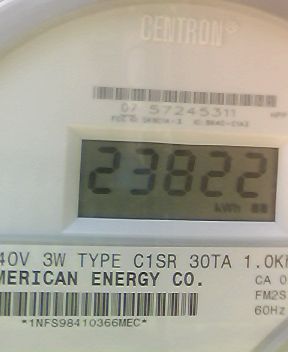 CENTRON
07 57245311
23822
kWh
40V 3W TYPE C1SR 30TA 1.0K
MERICAN ENERGY CO.
CA 0
FM2S
60Hz
*1NFS98410366MEC*